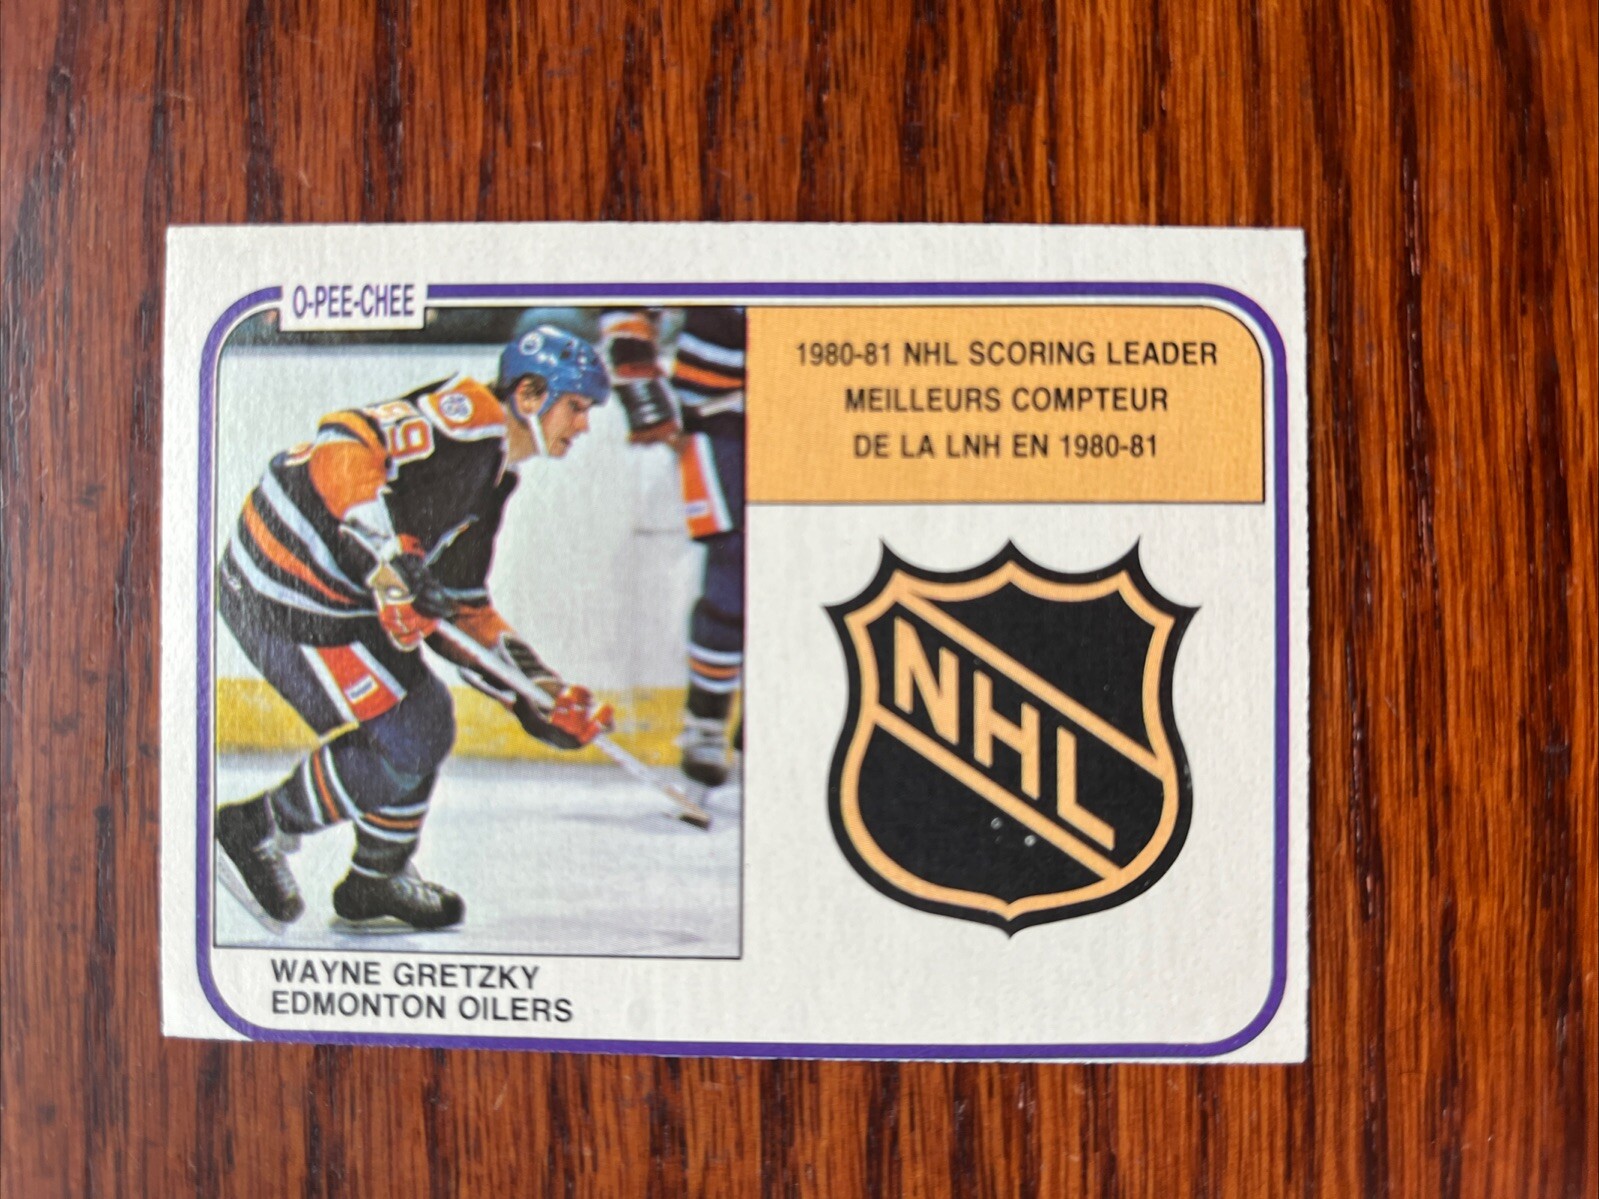 O-PEE-CHEE
1980-81 NHL SCORING LEADER
MEILLEURS COMPTEUR
DE LA LNH EN 1980-81
99
NHL
WAYNE GRETZKY
EDMONTON OILERS